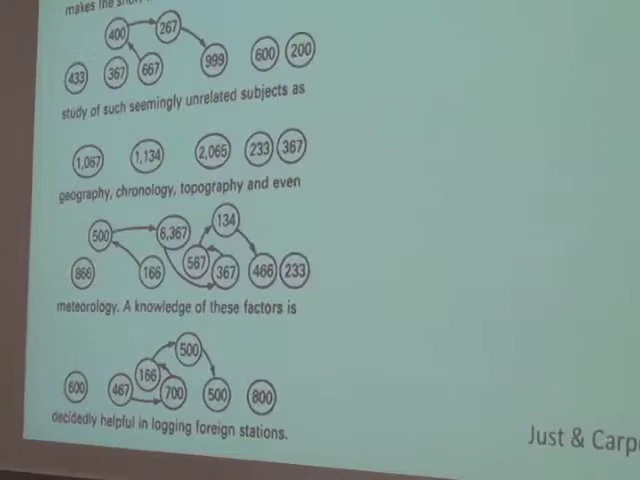 makes the
400 267
433 367 667 999 600 200
study of such seemingly unrelated subjects as
1,067 1,134 2,065 233 367
geography, chronology, topography and even
500 6,367 134
866 166 567 367 466 233
meteorology. A knowledge of these factors is
500
600 467 166 700 500 800
decidedly helpful in logging foreign stations.
Just &